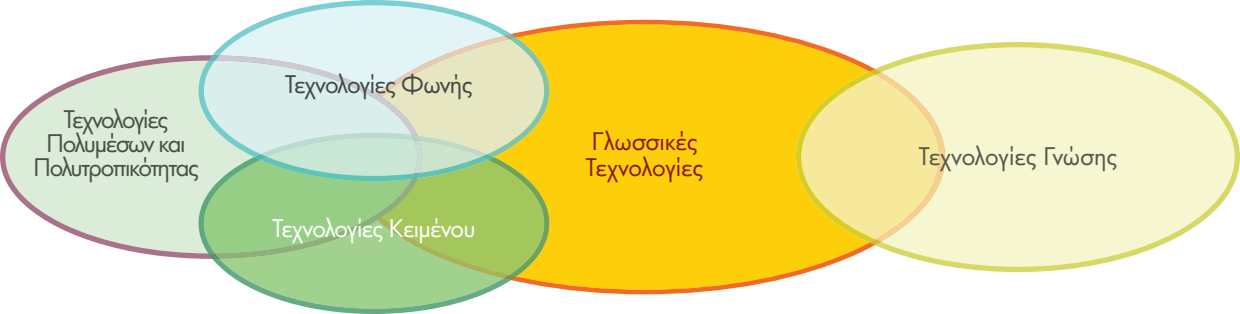 Τεχνολογίες Φωνής
Τεχνολογίες
Πολυμέσων και
Πολυτροπικότητας
Γλωσσικές
Τεχνολογίες
Τεχνολογίες Γνώσης
Τεχνολογίες Κειμένου